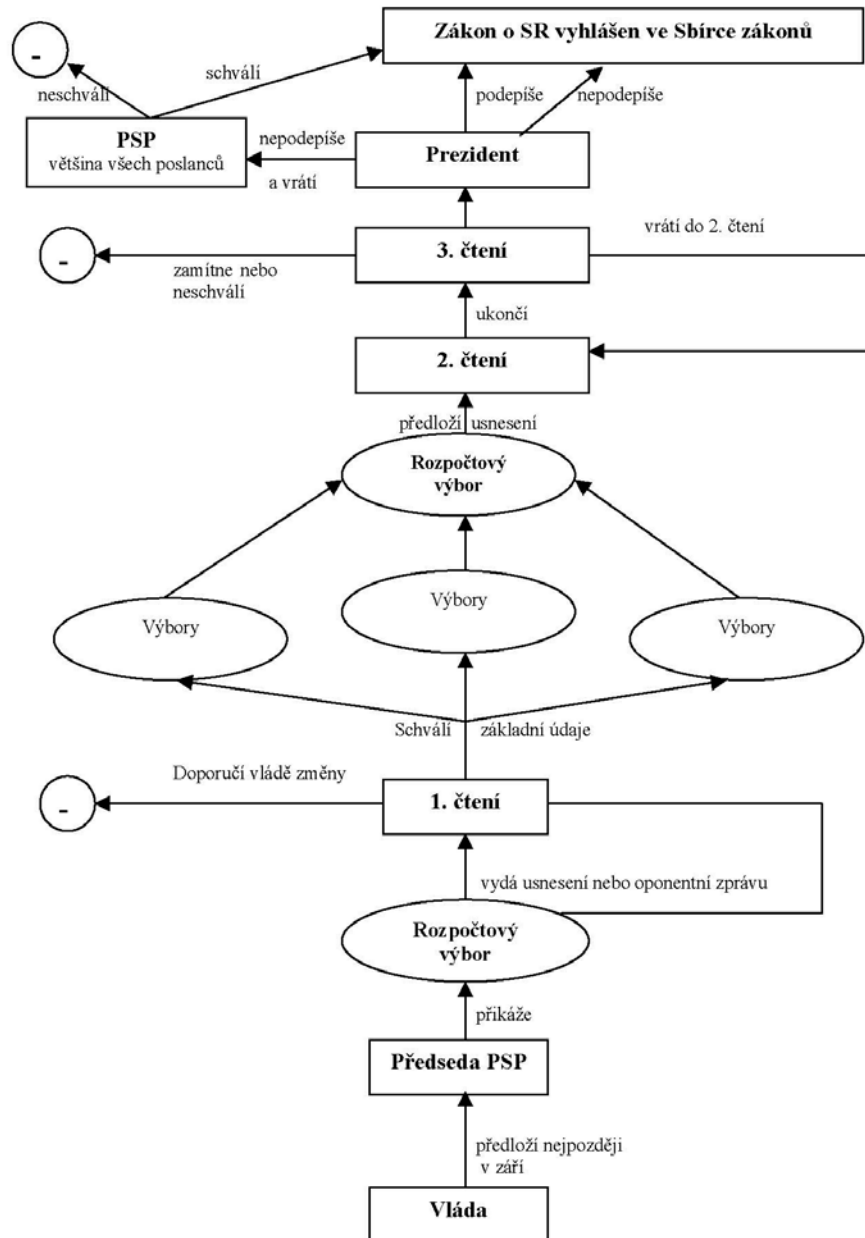 Zákon o SR vyhlášen ve Sbírce zákonů
-
schválí
neschválí
podepíše
nepodepíše
PSP
většina všech poslanců
nepodepíše
a vrátí
Prezident
-
zamítne nebo
neschválí
3. čtení
vrátí do 2. čtení
ukončí
2. čtení
předloží usnesení
Rozpočtový
výbor
Výbory
Výbory
Výbory
Schválí základní údaje
-
Doporučí vládě změny
1. čtení
vydá usnesení nebo oponentní zprávu
Rozpočtový
výbor
přikáže
Předseda PSP
předloží nejpozději
v září
Vláda